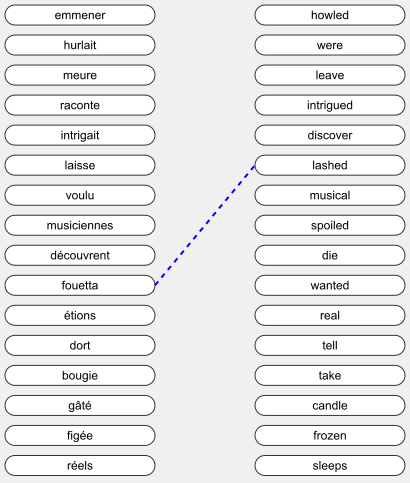 emmener howled
hurlait were
meure leave
raconte intrigued
intrigait discover
laisse lashed
voulu musical
musiciennes spoiled
découvrent die
fouetta wanted
étions real
dort tell
bougie take
gâté candle
figée frozen
réels sleeps